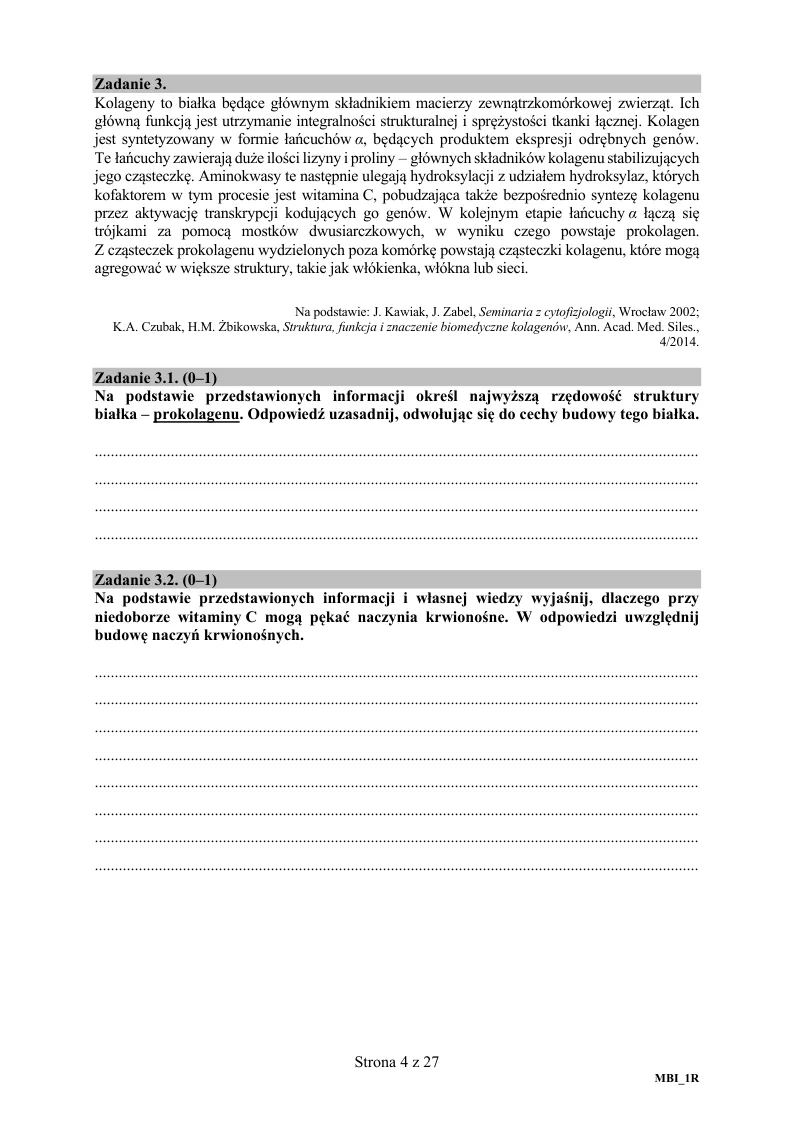 Zadanie 3.
Kolageny to białka będące głównym składnikiem macierzy zewnątrzkomórkowej zwierząt. Ich
główną funkcją jest utrzymanie integralności strukturalnej i sprężystości tkanki łącznej. Kolagen
jest syntetyzowany w formie łańcuchów α, będących produktem ekspresji odrębnych genów.
Te łańcuchy zawierają duże ilości lizyny i proliny – głównych składników kolagenu stabilizujących
jego cząsteczkę. Aminokwasy te następnie ulegają hydroksylacji z udziałem hydroksylaz, których
kofaktorem w tym procesie jest witamina C, pobudzająca także bezpośrednio syntezę kolagenu
przez aktywację transkrypcji kodujących go genów. W kolejnym etapie łańcuchy α łączą się
trójkami za pomocą mostków dwusiarczkowych, w wyniku czego powstaje prokolagen.
Z cząsteczek prokolagenu wydzielonych poza komórkę powstają cząsteczki kolagenu, które mogą
agregować w większe struktury, takie jak włókienka, włókna lub sieci.
Na podstawie: J. Kawiak, J. Zabel, Seminaria z cytofizjologii, Wrocław 2002;
K.A. Czubak, H.M. Żbikowska, Struktura, funkcja i znaczenie biomedyczne kolagenów, Ann. Acad. Med. Siles.,
4/2014.
Zadanie 3.1. (0–1)
Na podstawie przedstawionych informacji określ najwyższą rzędowość struktury
białka – prokolagenu. Odpowiedź uzasadnij, odwołując się do cechy budowy tego białka.
Zadanie 3.2. (0–1)
Na podstawie przedstawionych informacji i własnej wiedzy wyjaśnij, dlaczego przy
niedoborze witaminy C mogą pękać naczynia krwionośne. W odpowiedzi uwzględnij
budowę naczyń krwionośnych.
Strona 4 z 27
MBI_1R